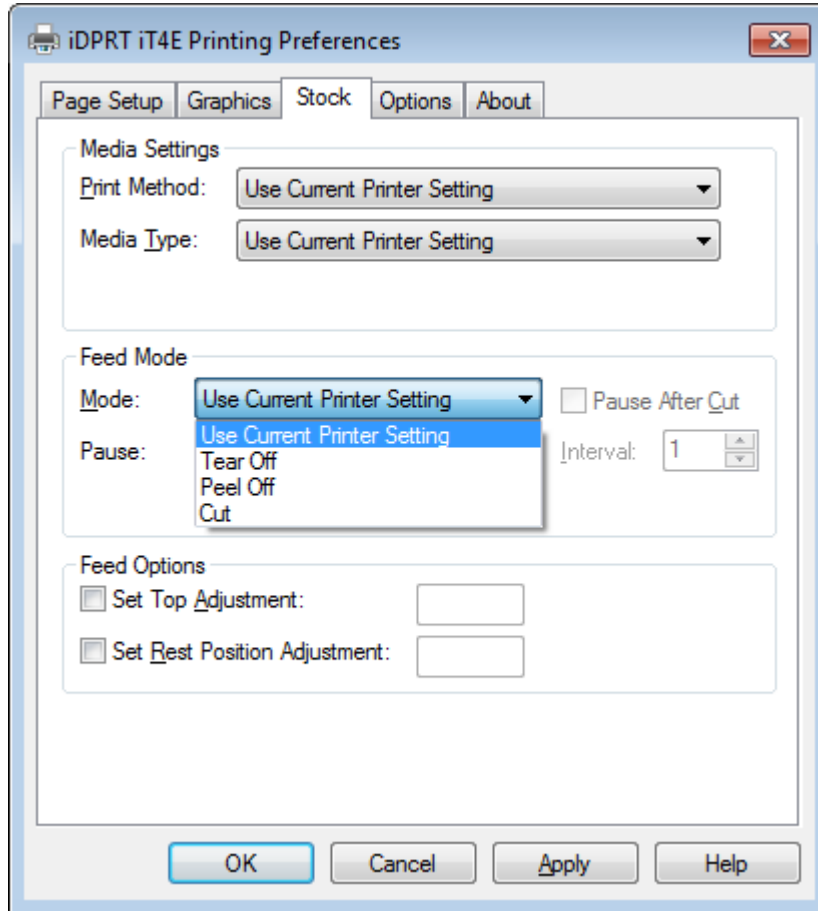 iDPRT iT4E Printing Preferences
Page Setup Graphics Stock Options About
Media Settings
Print Method: Use Current Printer Setting
Media Type: Use Current Printer Setting
Feed Mode
Mode: Use Current Printer Setting Pause After Cut
Use Current Printer Setting
Pause: Tear Off Interval: 1
Peel Off
Cut
Feed Options
Set Top Adjustment:
Set Rest Position Adjustment:
OK Cancel Apply Help